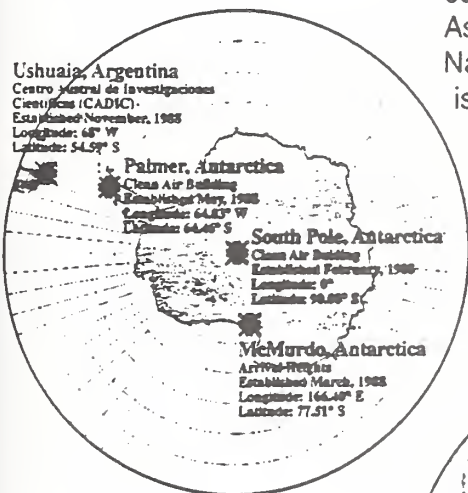 As
Na
is
Ushuaia, Argentina
Centro Austral de Investigaciones
Científicas (CADIC)
Established November, 1988
Longitude: 68° W
Latitude: 54.59° S
Palmer, Antarctica
Clean Air Building
Established May, 1988
Longitude: 64.03° W
Latitude: 64.46° S
South Pole, Antarctica
Clean Air Building
Established February, 1988
Longitude: 0°
Latitude: 90.00° S
McMurdo, Antarctica
Arrival Heights
Established March, 1988
Longitude: 166.40° E
Latitude: 77.51° S